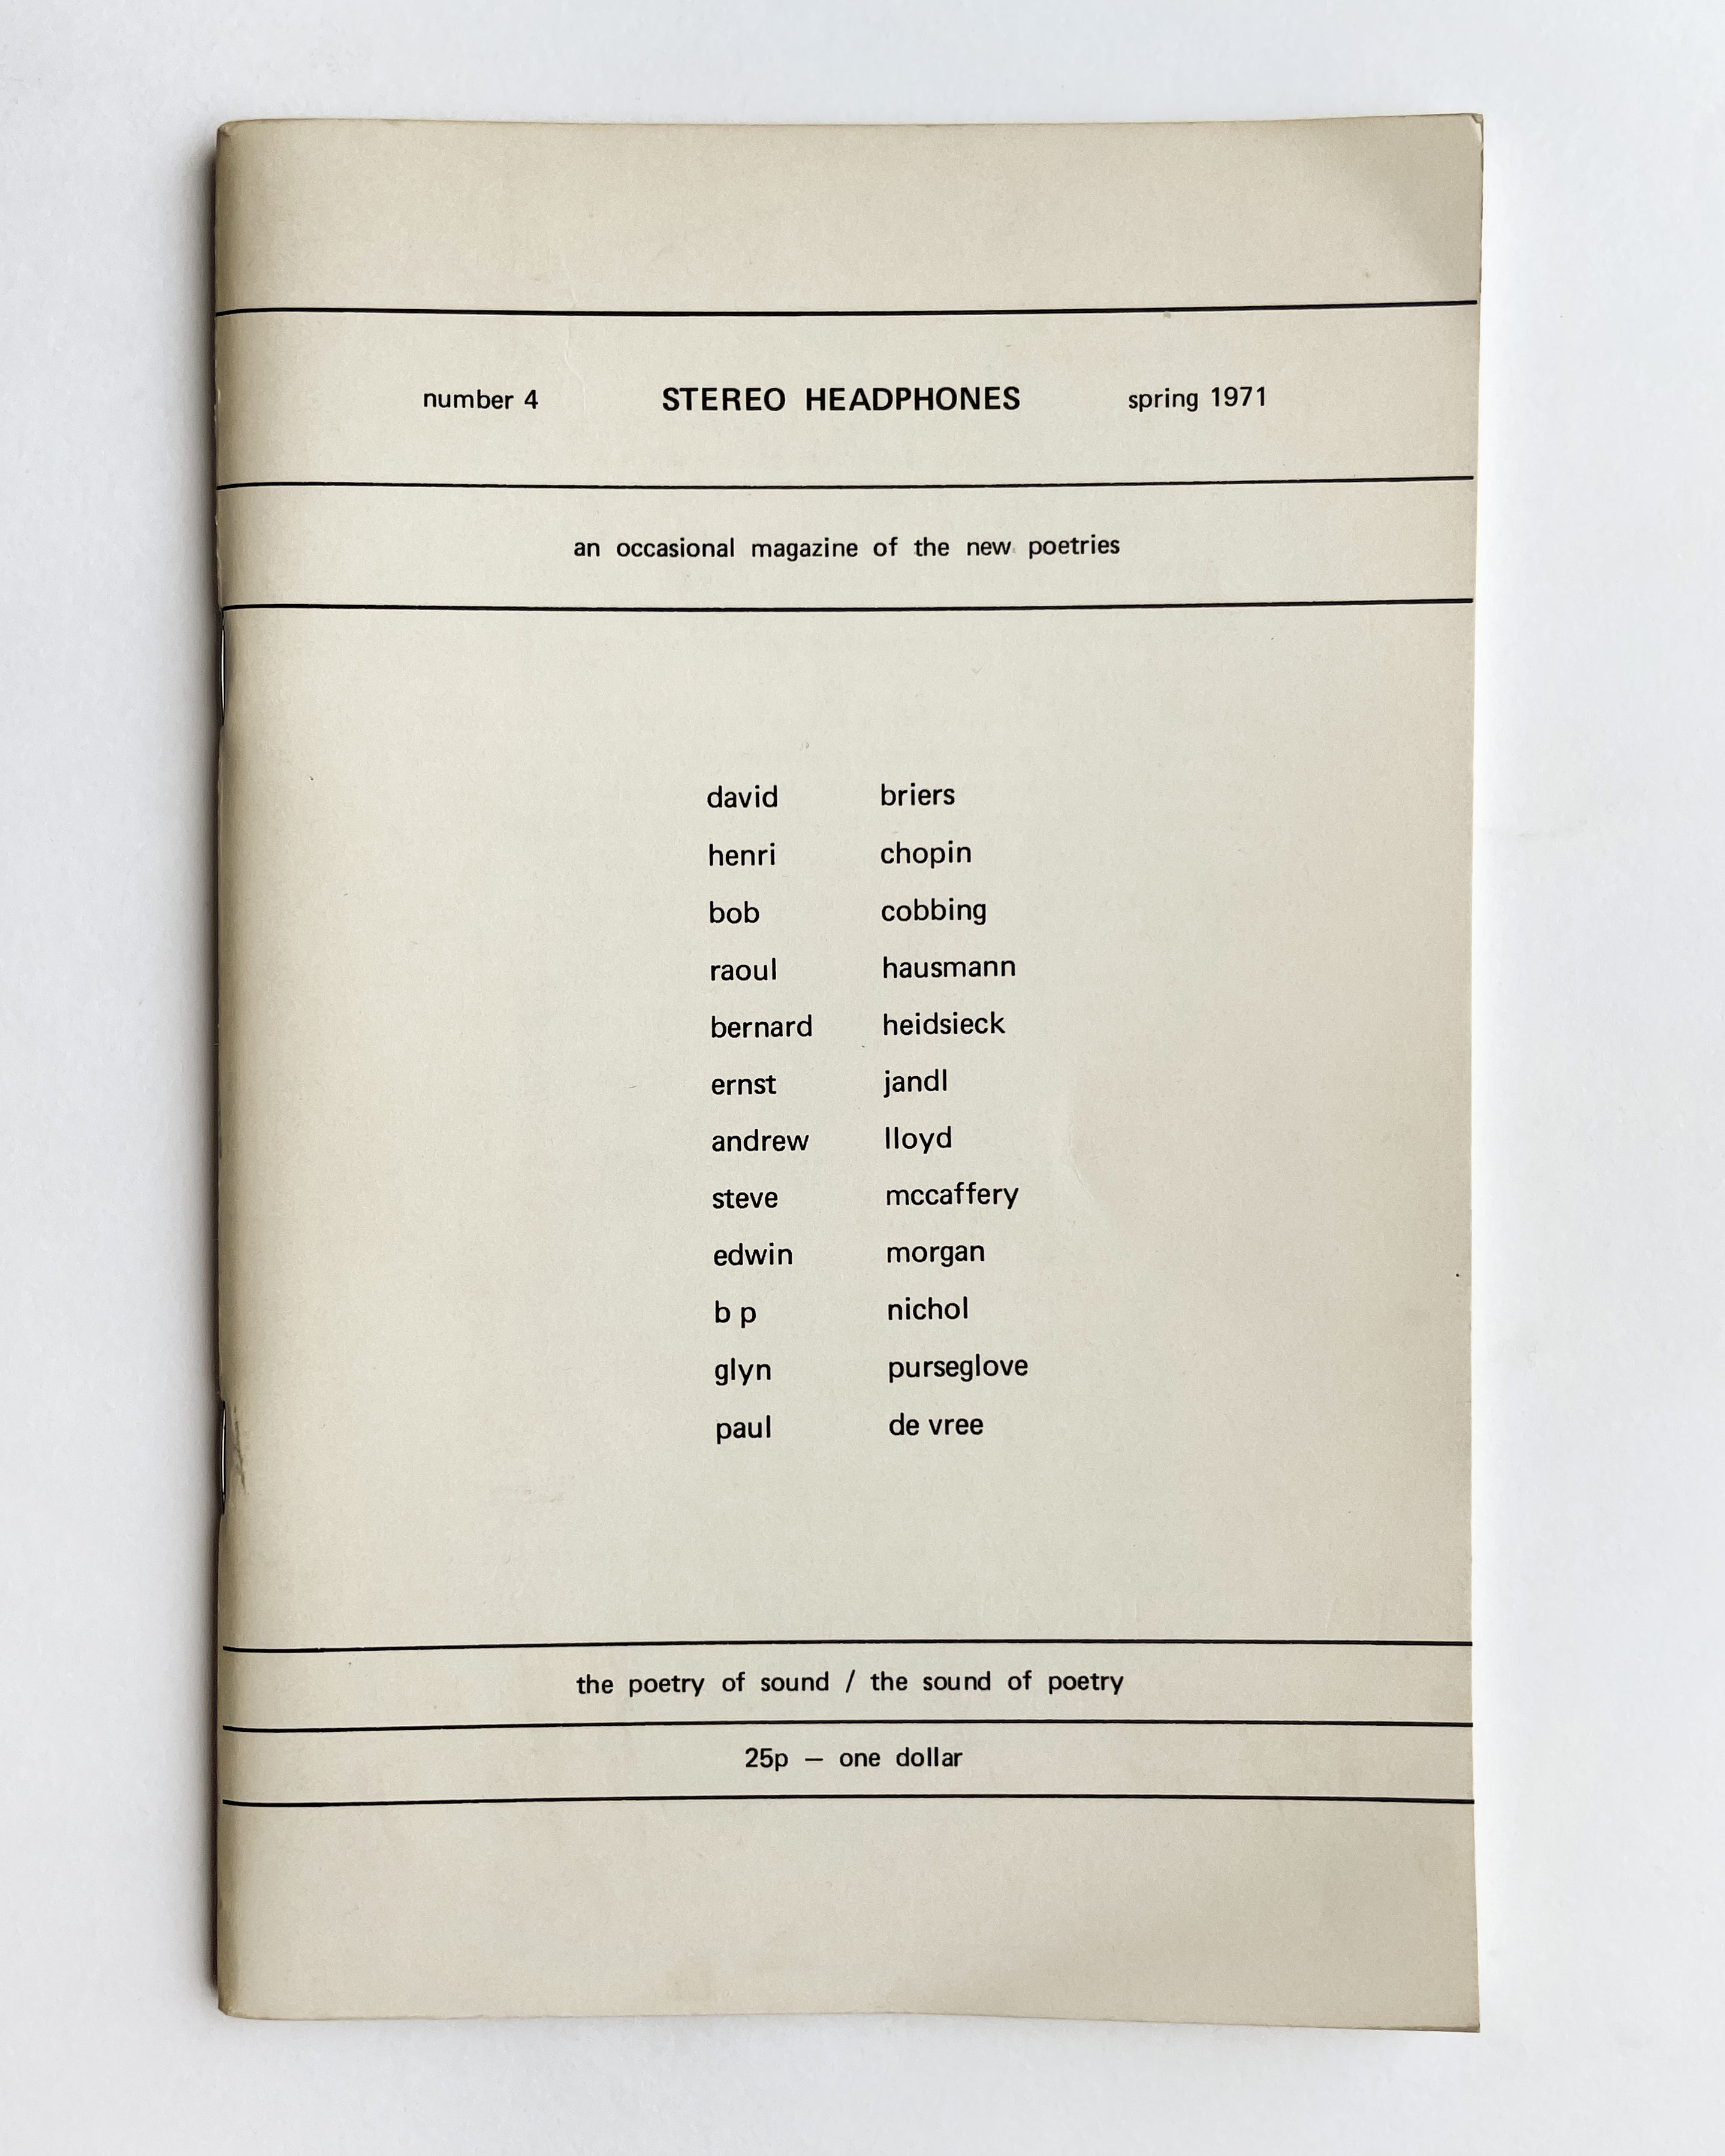 number 4 STEREO HEADPHONES spring 1971
an occasional magazine of the new poetries
david briers
henri chopin
bob cobbing
raoul hausmann
bernard heidsieck
ernst jandl
andrew lloyd
steve mccaffery
edwin morgan
b p nichol
glyn purseglove
paul de vree
the poetry of sound / the sound of poetry
25p — one dollar